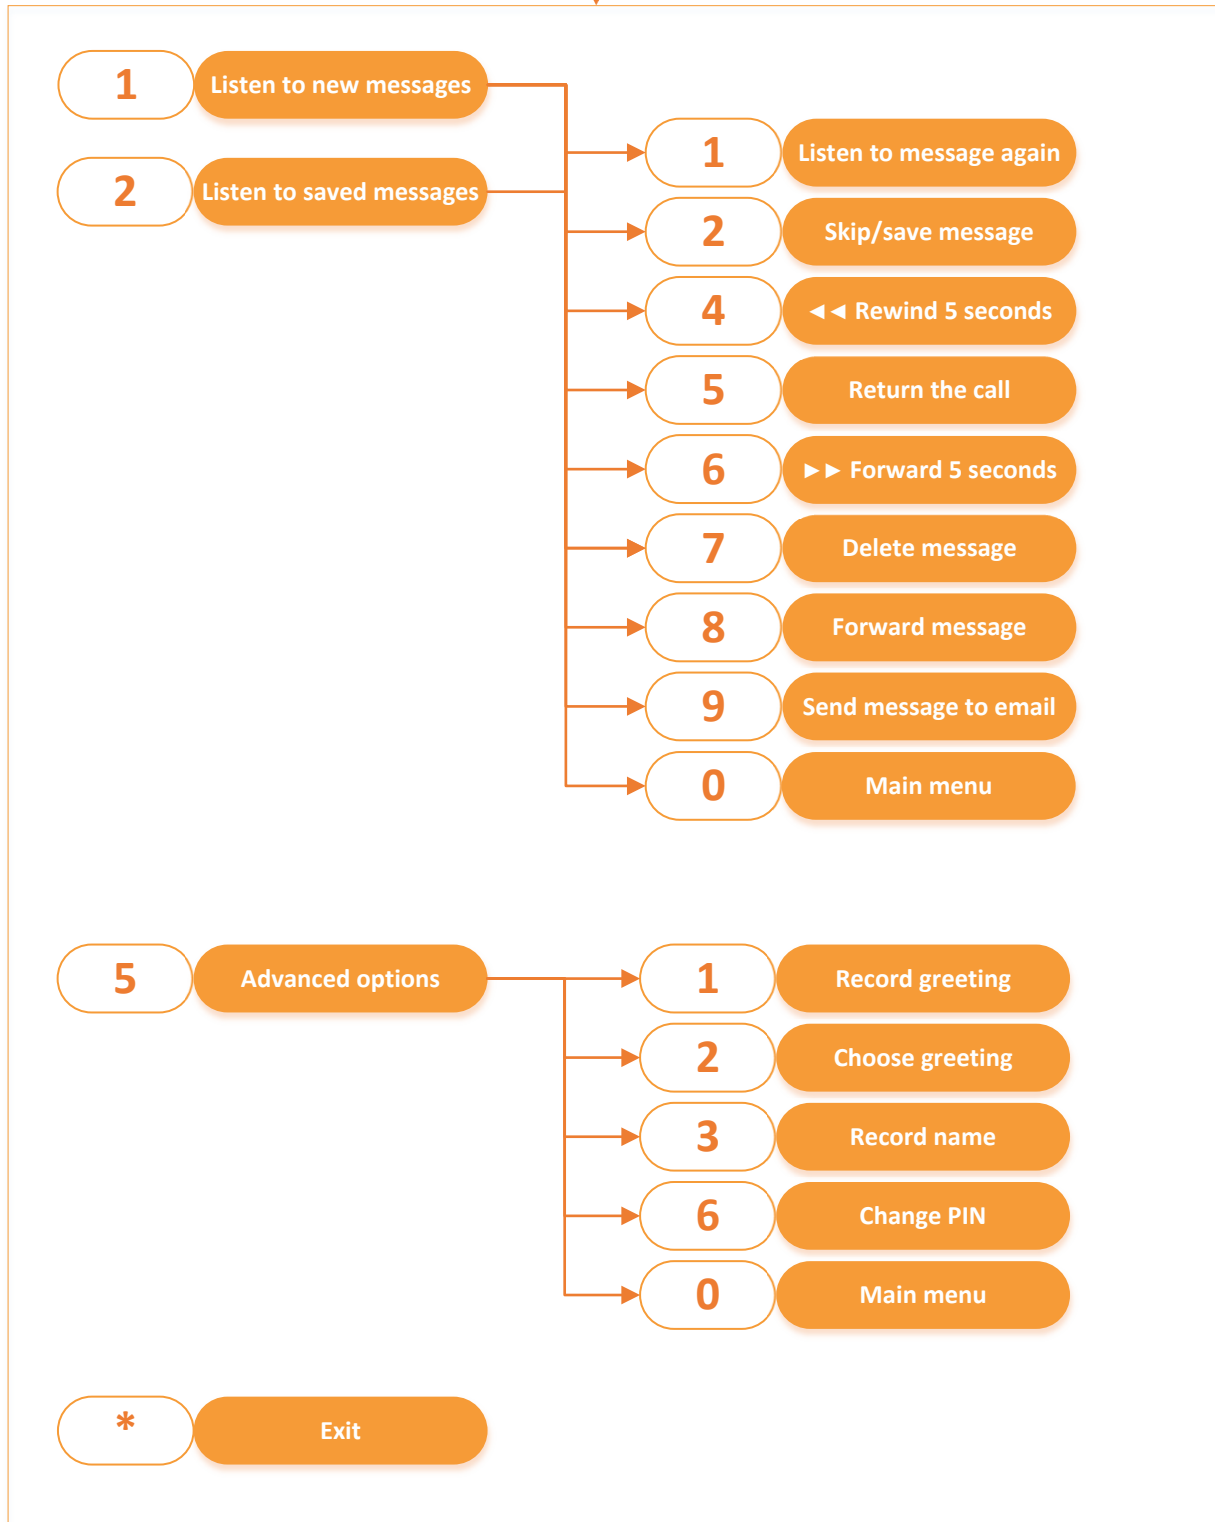 1 Listen to new messages
2 Listen to saved messages
1 Listen to message again
2 Skip/save message
4 ◄◄ Rewind 5 seconds
5 Return the call
6 ►► Forward 5 seconds
7 Delete message
8 Forward message
9 Send message to email
0 Main menu
5 Advanced options
1 Record greeting
2 Choose greeting
3 Record name
6 Change PIN
0 Main menu
* Exit